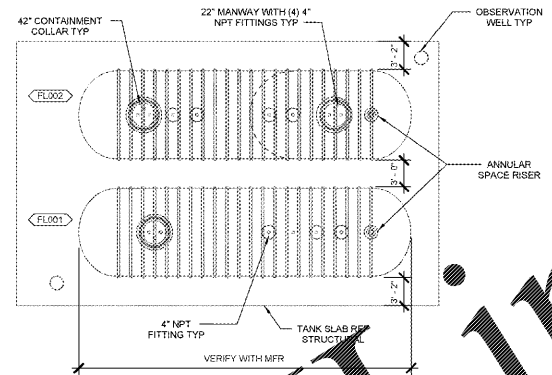 42" CONTAINMENT
COLLAR TYP
22" MANWAY WITH (4) 4"
NPT FITTINGS TYP
OBSERVATION
WELL TYP
3' - 2"
FL002
3' - 0"
ANNULAR
SPACE RISER
FL001
3' - 2"
4" NPT
FITTING TYP
TANK SLAB REF
STRUCTURAL
VERIFY WITH MFR